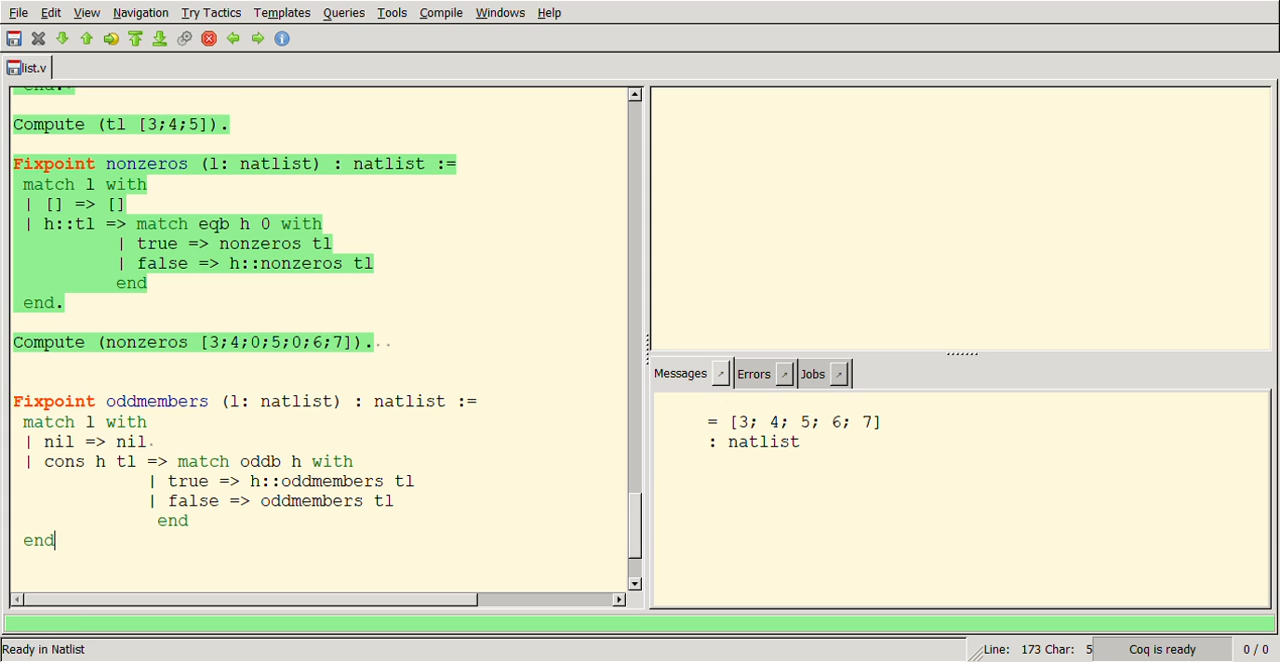 File Edit View Navigation Try Tactics Templates Queries Tools Compile Windows Help
list.v
end.
Compute (tl [3;4;5]).
Fixpoint nonzeros (l: natlist) : natlist :=
match l with
| [] => []
| h::tl => match eqb h 0 with
| true => nonzeros tl
| false => h::nonzeros tl
end
end.
Compute (nonzeros [3;4;0;5;0;6;7]).
Fixpoint oddmembers (l: natlist) : natlist :=
match l with
| nil => nil
| cons h tl => match oddb h with
| true => h::oddmembers tl
| false => oddmembers tl
end
end
Messages Errors Jobs
= [3; 4; 5; 6; 7]
: natlist
Ready in Natlist Line: 173 Char: 5 Coq is ready 0 / 0